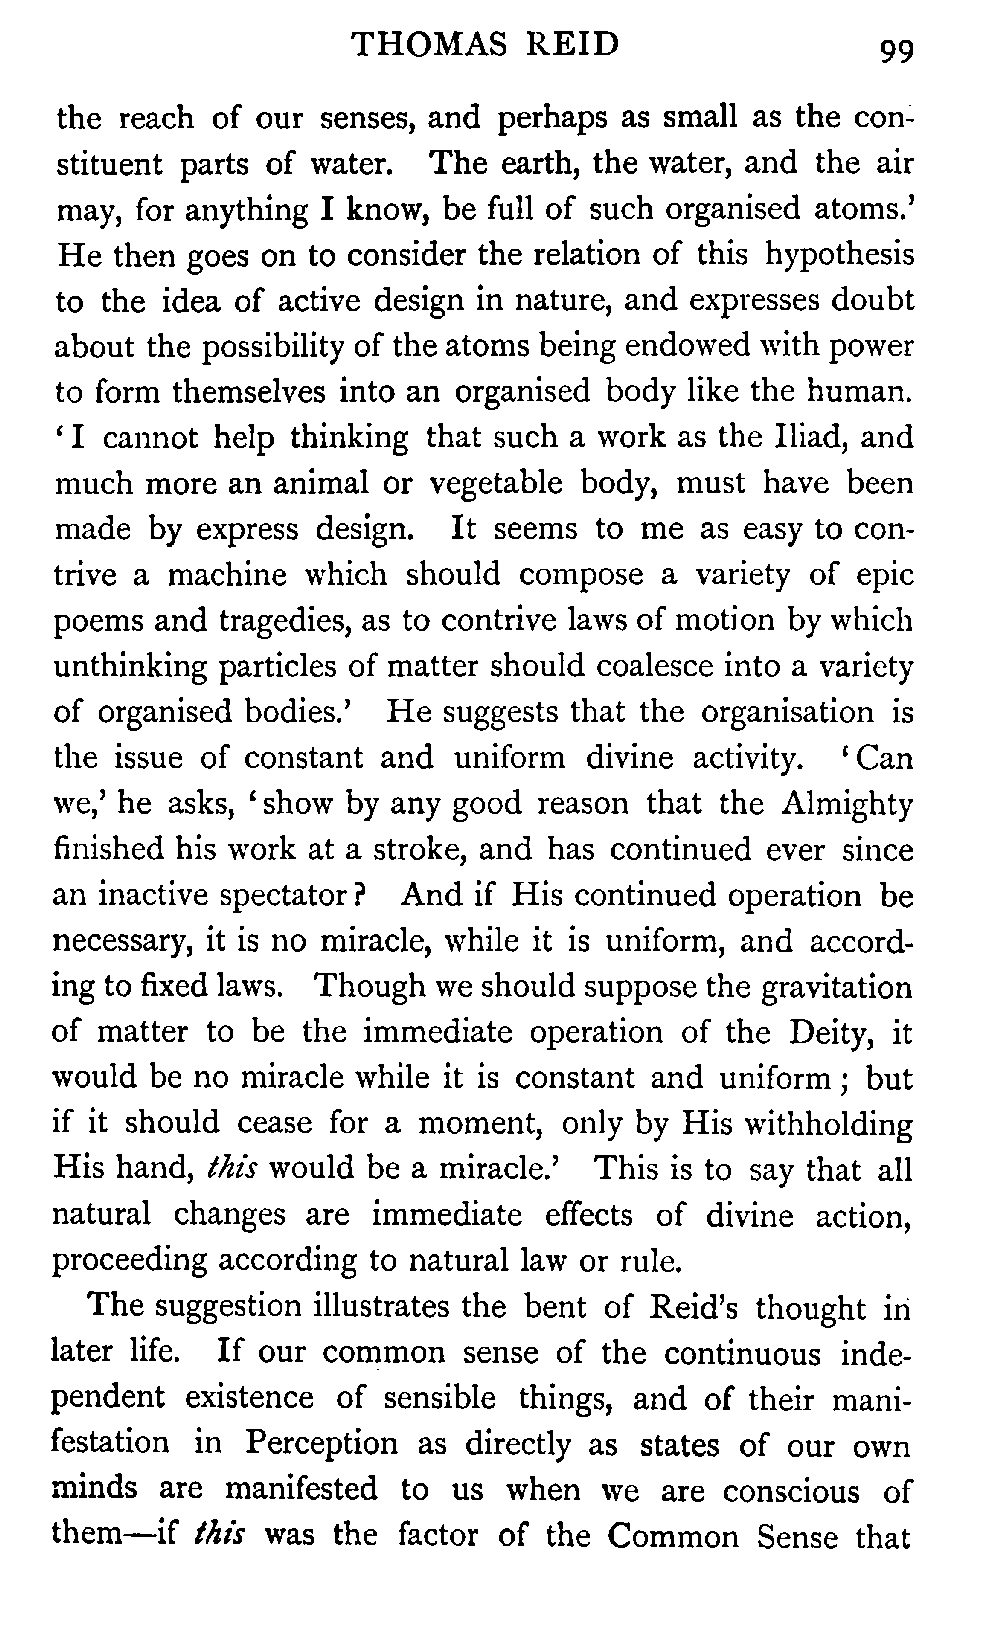 THOMAS REID 99
the reach of our senses, and perhaps as small as the con-
stituent parts of water. The earth, the water, and the air
may, for anything I know, be full of such organised atoms.’
He then goes on to consider the relation of this hypothesis
to the idea of active design in nature, and expresses doubt
about the possibility of the atoms being endowed with power
to form themselves into an organised body like the human.
‘I cannot help thinking that such a work as the Iliad, and
much more an animal or vegetable body, must have been
made by express design. It seems to me as easy to con-
trive a machine which should compose a variety of epic
poems and tragedies, as to contrive laws of motion by which
unthinking particles of matter should coalesce into a variety
of organised bodies.’ He suggests that the organisation is
the issue of constant and uniform divine activity. ‘Can
we,’ he asks, ‘show by any good reason that the Almighty
finished his work at a stroke, and has continued ever since
an inactive spectator? And if His continued operation be
necessary, it is no miracle, while it is uniform, and accord-
ing to fixed laws. Though we should suppose the gravitation
of matter to be the immediate operation of the Deity, it
would be no miracle while it is constant and uniform; but
if it should cease for a moment, only by His withholding
His hand, this would be a miracle.’ This is to say that all
natural changes are immediate effects of divine action,
proceeding according to natural law or rule.
The suggestion illustrates the bent of Reid's thought in
later life. If our common sense of the continuous inde-
pendent existence of sensible things, and of their mani-
festation in Perception as directly as states of our own
minds are manifested to us when we are conscious of
them—if this was the factor of the Common Sense that